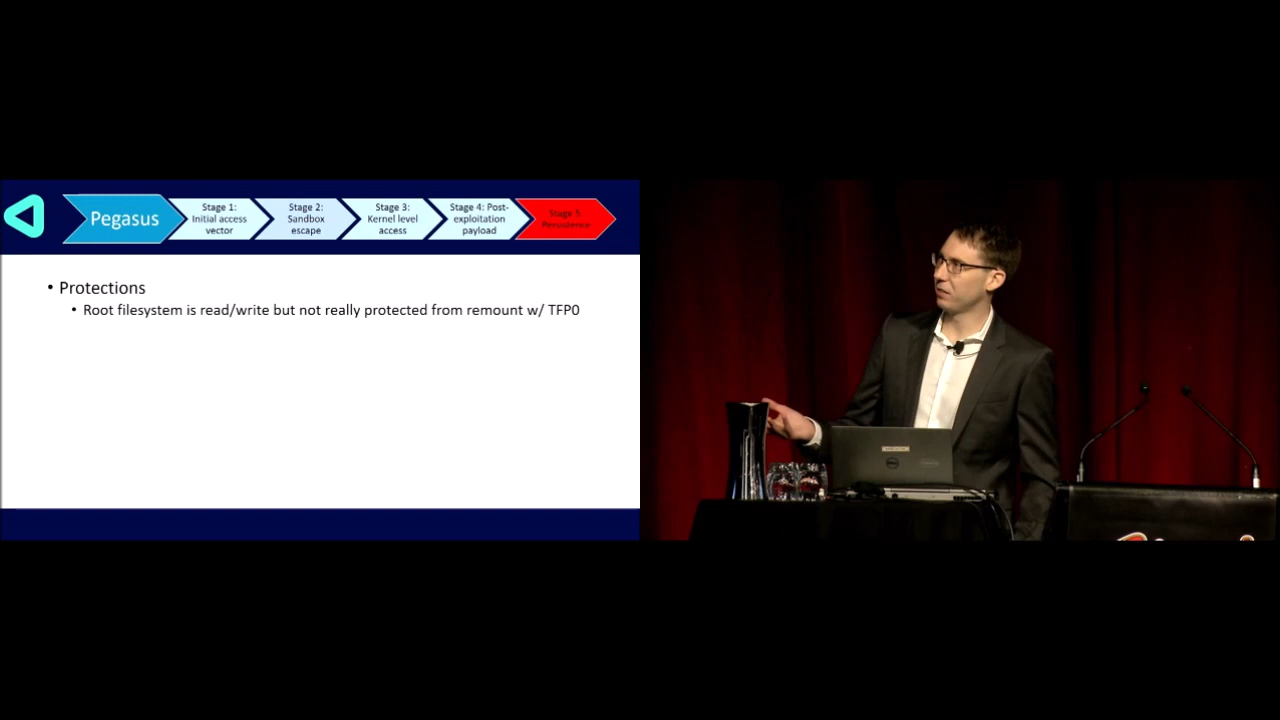 Pegasus
Stage 1:
Initial access
vector
Stage 2:
Sandbox
escape
Stage 3:
Kernel level
access
Stage 4: Post-
exploitation
payload
Stage 5:
Persistence
• Protections
• Root filesystem is read/write but not really protected from remount w/ TFP0
DELL